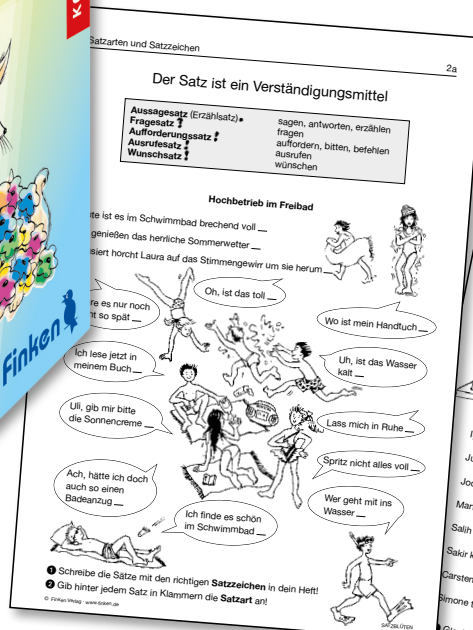 Satzarten und Satzzeichen
2a
Der Satz ist ein Verständigungsmittel
Aussagesatz (Erzählsatz). sagen, antworten, erzählen
Fragesatz ? fragen
Aufforderungssatz ! auffordern, bitten, befehlen
Ausrufesatz ! ausrufen
Wunschsatz ! wünschen
Hochbetrieb im Freibad
ist es im Schwimmbad brechend voll __
genießen das herrliche Sommerwetter __
horcht Laura auf das Stimmengewirr um sie herum __
es nur noch
so spät __
Oh, ist das toll __
Wo ist mein Handtuch __
Ich lese jetzt in
meinem Buch __
Uh, ist das Wasser
kalt __
Uli, gib mir bitte
die Sonnencreme __
Lass mich in Ruhe __
Spritz nicht alles voll __
Ach, hätte ich doch
auch so einen
Badeanzug __
Ich finde es schön
im Schwimmbad __
Wer geht mit ins
Wasser __
1 Schreibe die Sätze mit den richtigen Satzzeichen in dein Heft!
2 Gib hinter jedem Satz in Klammern die Satzart an!
© Finken Verlag · www.finken.de
SATZBLÜTEN
Finken
Salih
Sakir
Carsten
Simone